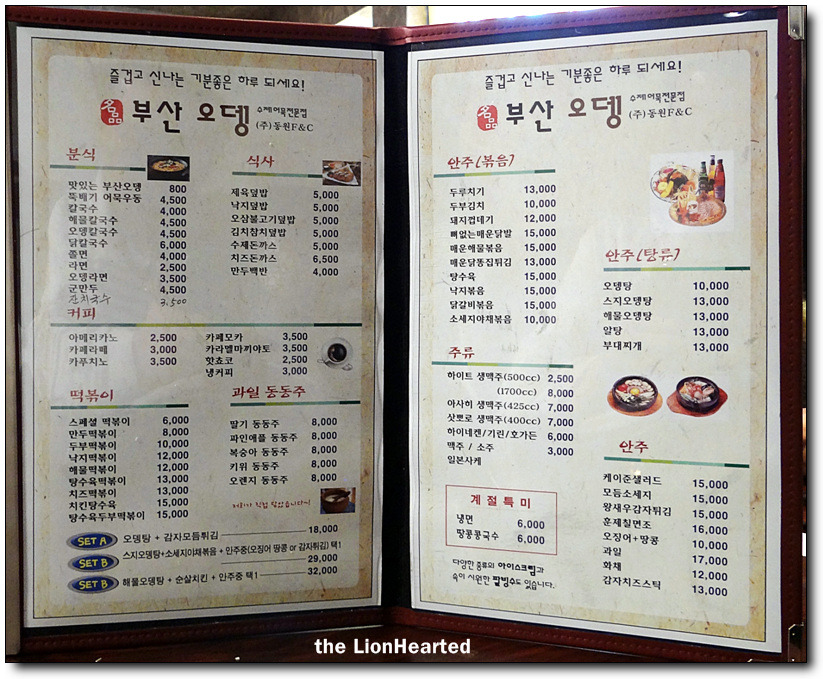 즐겁고 신나는 기분좋은 하루 되세요!
名品 부산 오뎅 수제어묵전문점
(주)동원F&C
분식
맛있는 부산오뎅 800
뚝배기 어묵우동 4,500
칼국수 4,000
해물칼국수 4,500
오뎅칼국수 4,500
닭칼국수 6,000
쫄면 4,000
라면 2,500
오뎅라면 3,500
군만두 4,500
잔치국수 3,500
식사
제육덮밥 5,000
낙지덮밥 5,000
오삼불고기덮밥 5,000
김치참치덮밥 5,000
수제돈까스 5,000
치즈돈까스 6,500
만두백반 4,000
커피
아메리카노 2,500
카페라떼 3,000
카푸치노 3,500
카페모카 3,500
카라멜마끼야또 3,500
핫쵸코 2,500
냉커피 3,000
떡볶이
스페셜 떡볶이 6,000
만두떡볶이 8,000
두부떡볶이 10,000
낙지떡볶이 12,000
해물떡볶이 12,000
탕수육떡볶이 13,000
치즈떡볶이 13,000
치킨탕수육 15,000
탕수육두부떡볶이 15,000
과일 동동주
딸기 동동주 8,000
파인애플 동동주 8,000
복숭아 동동주 8,000
키위 동동주 8,000
오렌지 동동주 8,000
SET A 오뎅탕 + 감자모듬튀김 18,000
SET B 스지오뎅탕+소세지야채볶음 + 안주중(오징어 땅콩 or 감자튀김) 택1 29,000
SET B 해물오뎅탕 + 순살치킨 + 안주중 택1 32,000
즐겁고 신나는 기분좋은 하루 되세요!
名品 부산 오뎅 수제어묵전문점
(주)동원F&C
안주(볶음)
두루치기 13,000
두부김치 10,000
돼지껍데기 12,000
뼈없는매운닭발 15,000
매운해물볶음 15,000
매운닭똥집튀김 13,000
탕수육 15,000
낙지볶음 15,000
닭갈비볶음 15,000
소세지야채볶음 10,000
안주(탕류)
오뎅탕 10,000
스지오뎅탕 13,000
해물오뎅탕 13,000
알탕 13,000
부대찌개 13,000
주류
하이트 생맥주(500cc) 2,500
(1700cc) 8,000
아사히 생맥주(425cc) 7,000
삿뽀로 생맥주(400cc) 7,000
하이네켄/기린/호가든 6,000
맥주 / 소주 3,000
일본사케
계절특미
냉면 6,000
땅콩콩국수 6,000
다양한 종류의 아이스크림과
속이 시원한 팥빙수도 있습니다.
안주
케이준샐러드 15,000
모듬소세지 15,000
왕새우감자튀김 15,000
훈제칠면조 16,000
오징어+땅콩 10,000
과일 17,000
화채 12,000
감자치즈스틱 13,000
the LionHearted